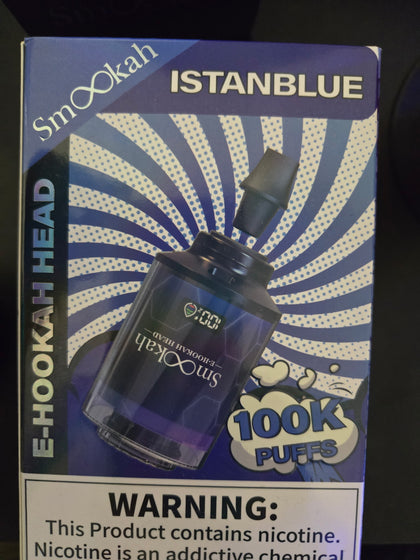 Smookah
ISTANBLUE
E-HOOKAH HEAD
100%
Smookah
E-HOOKAH HEAD
100K
PUFFS
WARNING:
This Product contains nicotine.
Nicotine is an addictive chemical